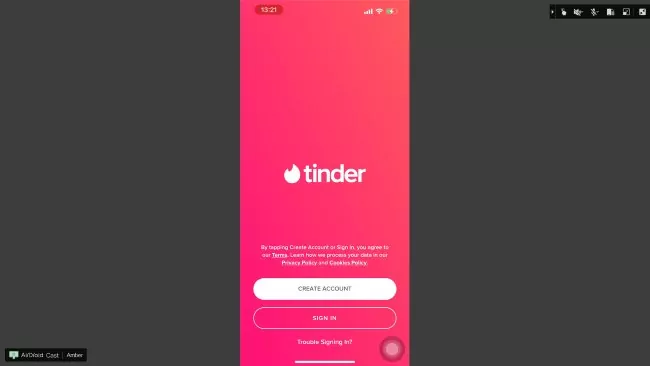 13:21
tinder
By tapping Create Account or Sign In, you agree to
our Terms. Learn how we process your data in our
Privacy Policy and Cookies Policy.
CREATE ACCOUNT
SIGN IN
Trouble Signing In?
AirDroid Cast | Amber